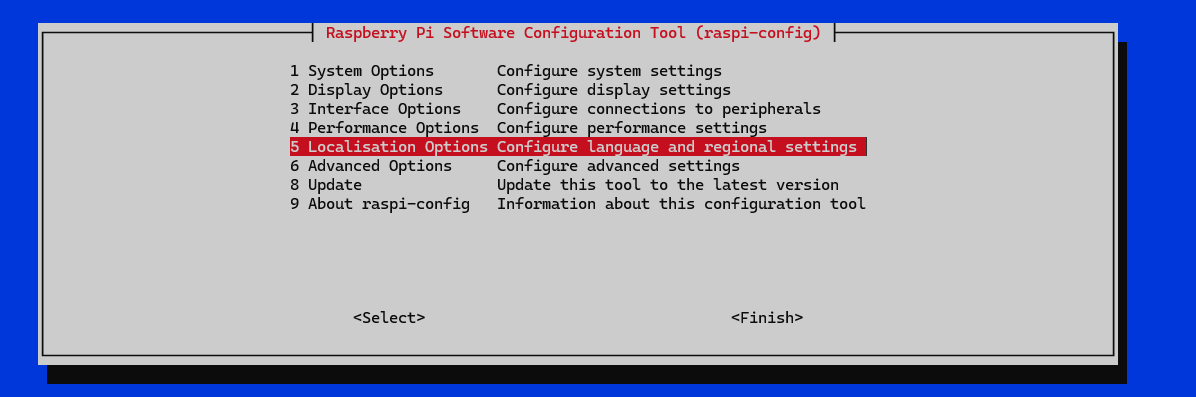 Raspberry Pi Software Configuration Tool (raspi-config)
1 System Options Configure system settings
2 Display Options Configure display settings
3 Interface Options Configure connections to peripherals
4 Performance Options Configure performance settings
5 Localisation Options Configure language and regional settings
6 Advanced Options Configure advanced settings
8 Update Update this tool to the latest version
9 About raspi-config Information about this configuration tool
<Select> <Finish>